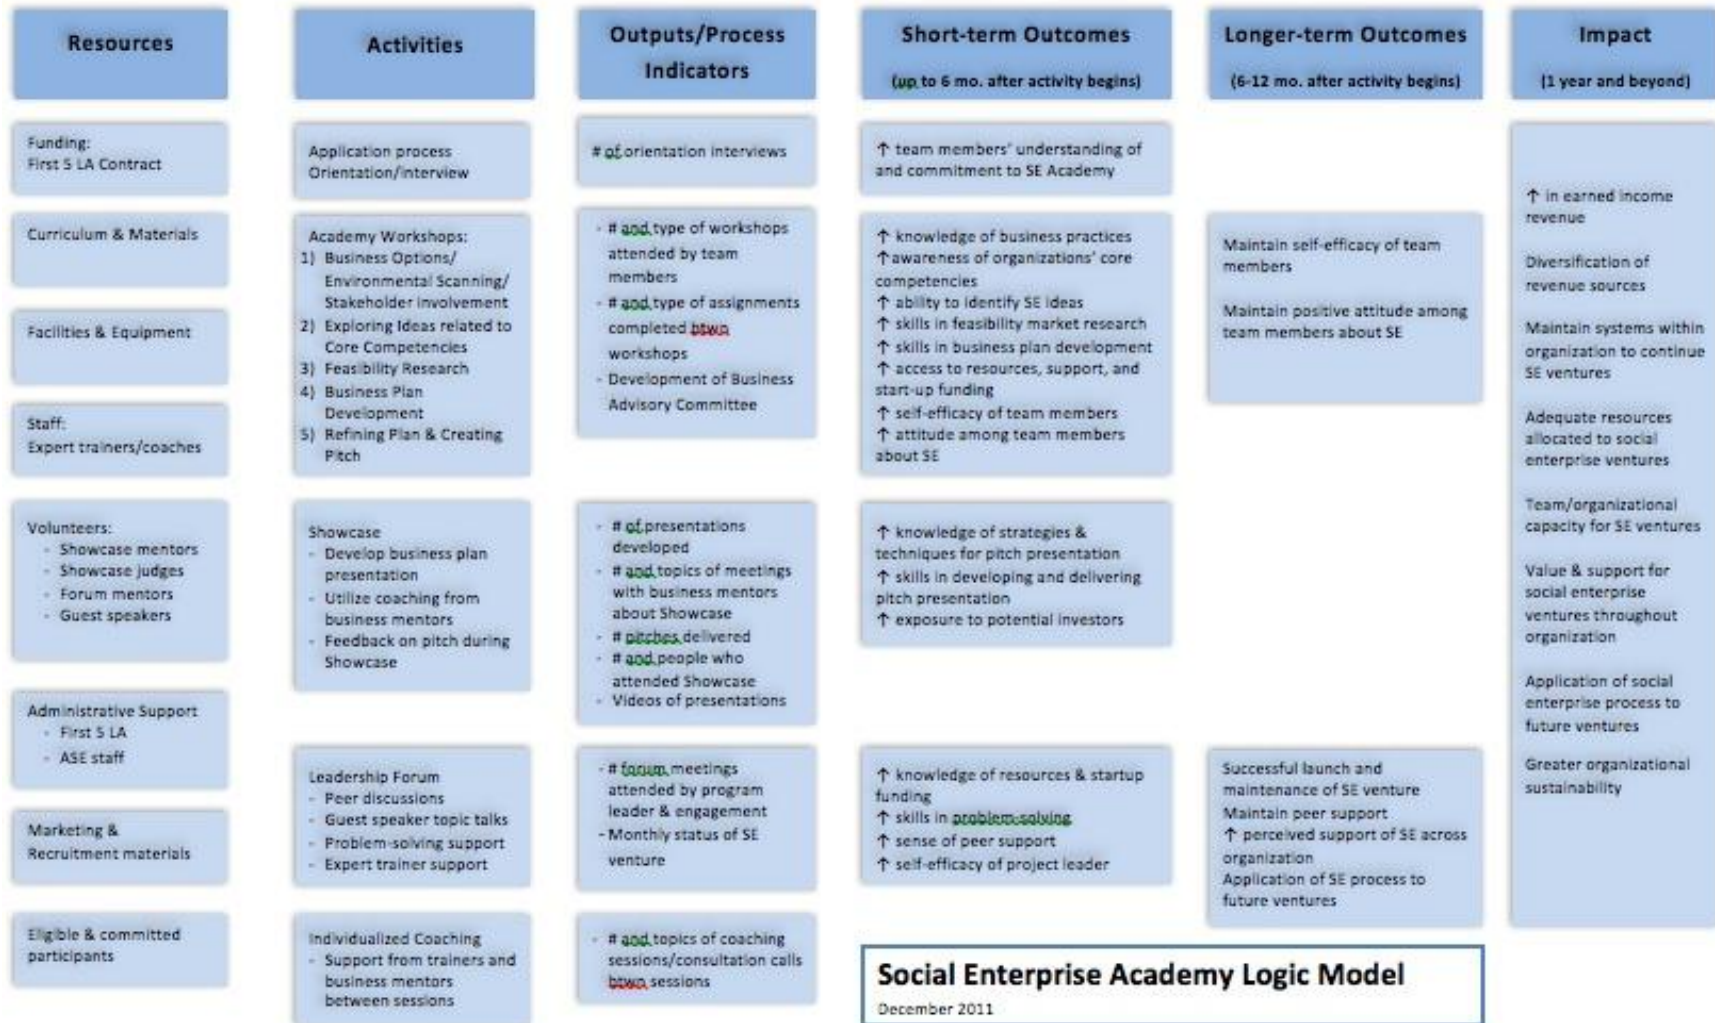 Resources
Funding:
First 5 LA Contract
Curriculum & Materials
Facilities & Equipment
Staff:
Expert trainers/coaches
Volunteers:
- Showcase mentors
- Showcase judges
- Forum mentors
- Guest speakers
Administrative Support
- First 5 LA
- ASE staff
Marketing &
Recruitment materials
Eligible & committed
participants
Activities
Application process
Orientation/interview
Academy Workshops:
1) Business Options/
Environmental Scanning/
Stakeholder involvement
2) Exploring Ideas related to
Core Competencies
3) Feasibility Research
4) Business Plan
Development
5) Refining Plan & Creating
Pitch
Showcase
- Develop business plan
presentation
- Utilize coaching from
business mentors
- Feedback on pitch during
Showcase
Leadership Forum
- Peer discussions
- Guest speaker topic talks
- Problem-solving support
- Expert trainer support
Individualized Coaching
- Support from trainers and
business mentors
between sessions
Outputs/Process
Indicators
# of orientation interviews
- # and type of workshops
attended by team
members
- # and type of assignments
completed btwn
workshops
- Development of Business
Advisory Committee
- # of presentations
developed
- # and topics of meetings
with business mentors
about Showcase
- # pitches delivered
- # and people who
attended Showcase
- Videos of presentations
- # forum meetings
attended by program
leader & engagement
- Monthly status of SE
venture
- # and topics of coaching
sessions/consultation calls
btwn sessions
Short-term Outcomes
(up to 6 mo. after activity begins)
↑ team members' understanding of
and commitment to SE Academy
↑ knowledge of business practices
↑ awareness of organizations' core
competencies
↑ ability to identify SE ideas
↑ skills in feasibility market research
↑ skills in business plan development
↑ access to resources, support, and
start-up funding
↑ self-efficacy of team members
↑ attitude among team members
about SE
↑ knowledge of strategies &
techniques for pitch presentation
↑ skills in developing and delivering
pitch presentation
↑ exposure to potential investors
↑ knowledge of resources & startup
funding
↑ skills in problem-solving
↑ sense of peer support
↑ self-efficacy of project leader
Longer-term Outcomes
(6-12 mo. after activity begins)
Maintain self-efficacy of team
members
Maintain positive attitude among
team members about SE
Successful launch and
maintenance of SE venture
Maintain peer support
↑ perceived support of SE across
organization
Application of SE process to
future ventures
Impact
(1 year and beyond)
↑ in earned income
revenue
Diversification of
revenue sources
Maintain systems within
organization to continue
SE ventures
Adequate resources
allocated to social
enterprise ventures
Team/organizational
capacity for SE ventures
Value & support for
social enterprise
ventures throughout
organization
Application of social
enterprise process to
future ventures
Greater organizational
sustainability
Social Enterprise Academy Logic Model
December 2011